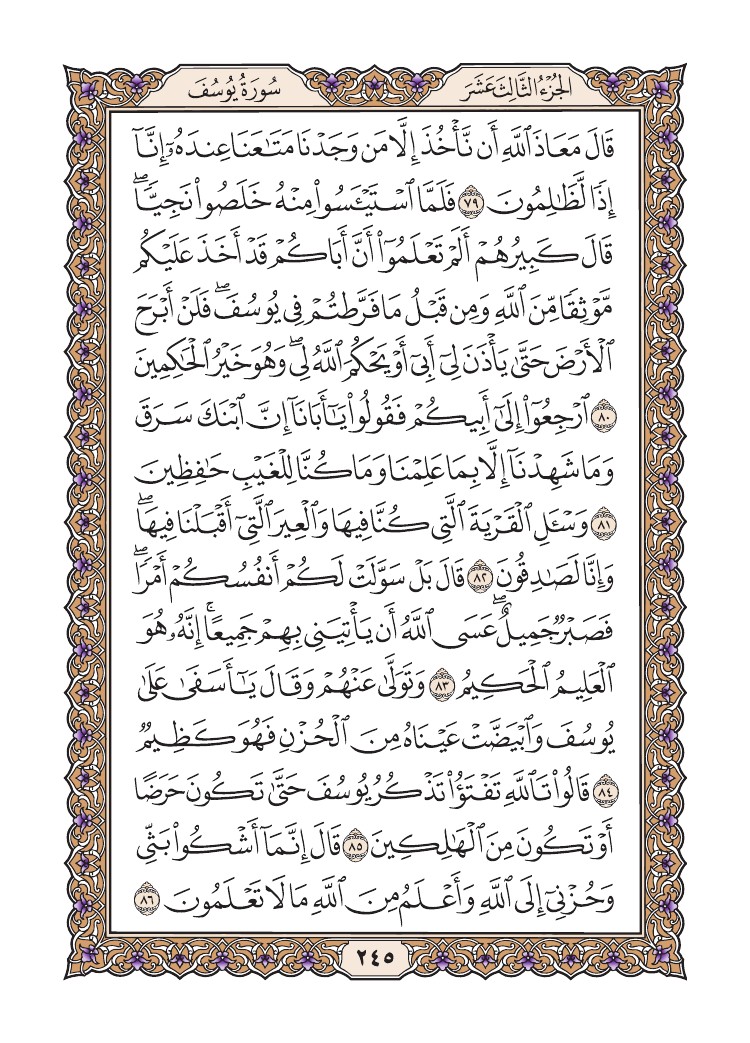 الجُزْءُ الثَّالِثَ عَشَرَ
سُورَةُ يُوسُفَ
قَالَ مَعَاذَ ٱللَّهِ أَن نَّأۡخُذَ إِلَّا مَن وَجَدۡنَا مَتَٰعَنَا عِندَهُۥٓ إِنَّآ
إِذٗا لَّظَٰلِمُونَ ٧٩ فَلَمَّا ٱسۡتَيۡـَٔسُواْ مِنۡهُ خَلَصُواْ نَجِيّٗاۖ
قَالَ كَبِيرُهُمۡ أَلَمۡ تَعۡلَمُوٓاْ أَنَّ أَبَاكُمۡ قَدۡ أَخَذَ عَلَيۡكُم
مَّوۡثِقٗا مِّنَ ٱللَّهِ وَمِن قَبۡلُ مَا فَرَّطتُمۡ فِي يُوسُفَۖ فَلَنۡ أَبۡرَحَ
ٱلۡأَرۡضَ حَتَّىٰ يَأۡذَنَ لِيٓ أَبِيٓ أَوۡ يَحۡكُمَ ٱللَّهُ لِيۖ وَهُوَ خَيۡرُ ٱلۡحَٰكِمِينَ
٨٠ ٱرۡجِعُوٓاْ إِلَىٰٓ أَبِيكُمۡ فَقُولُواْ يَٰٓأَبَانَآ إِنَّ ٱبۡنَكَ سَرَقَ
وَمَا شَهِدۡنَآ إِلَّا بِمَا عَلِمۡنَا وَمَا كُنَّا لِلۡغَيۡبِ حَٰفِظِينَ
٨١ وَسۡـَٔلِ ٱلۡقَرۡيَةَ ٱلَّتِي كُنَّا فِيهَا وَٱلۡعِيرَ ٱلَّتِيٓ أَقۡبَلۡنَا فِيهَاۖ
وَإِنَّا لَصَٰدِقُونَ ٨٢ قَالَ بَلۡ سَوَّلَتۡ لَكُمۡ أَنفُسُكُمۡ أَمۡرٗاۖ
فَصَبۡرٞ جَمِيلٌۖ عَسَى ٱللَّهُ أَن يَأۡتِيَنِي بِهِمۡ جَمِيعًاۚ إِنَّهُۥ هُوَ
ٱلۡعَلِيمُ ٱلۡحَكِيمُ ٨٣ وَتَوَلَّىٰ عَنۡهُمۡ وَقَالَ يَٰٓأَسَفَىٰ عَلَىٰ
يُوسُفَ وَٱبۡيَضَّتۡ عَيۡنَاهُ مِنَ ٱلۡحُزۡنِ فَهُوَ كَظِيمٞ
٨٤ قَالُواْ تَٱللَّهِ تَفۡتَؤُاْ تَذۡكُرُ يُوسُفَ حَتَّىٰ تَكُونَ حَرَضًا
أَوۡ تَكُونَ مِنَ ٱلۡهَٰلِكِينَ ٨٥ قَالَ إِنَّمَآ أَشۡكُواْ بَثِّي
وَحُزۡنِيٓ إِلَى ٱللَّهِ وَأَعۡلَمُ مِنَ ٱللَّهِ مَا لَا تَعۡلَمُونَ ٨٦
٢٤٥